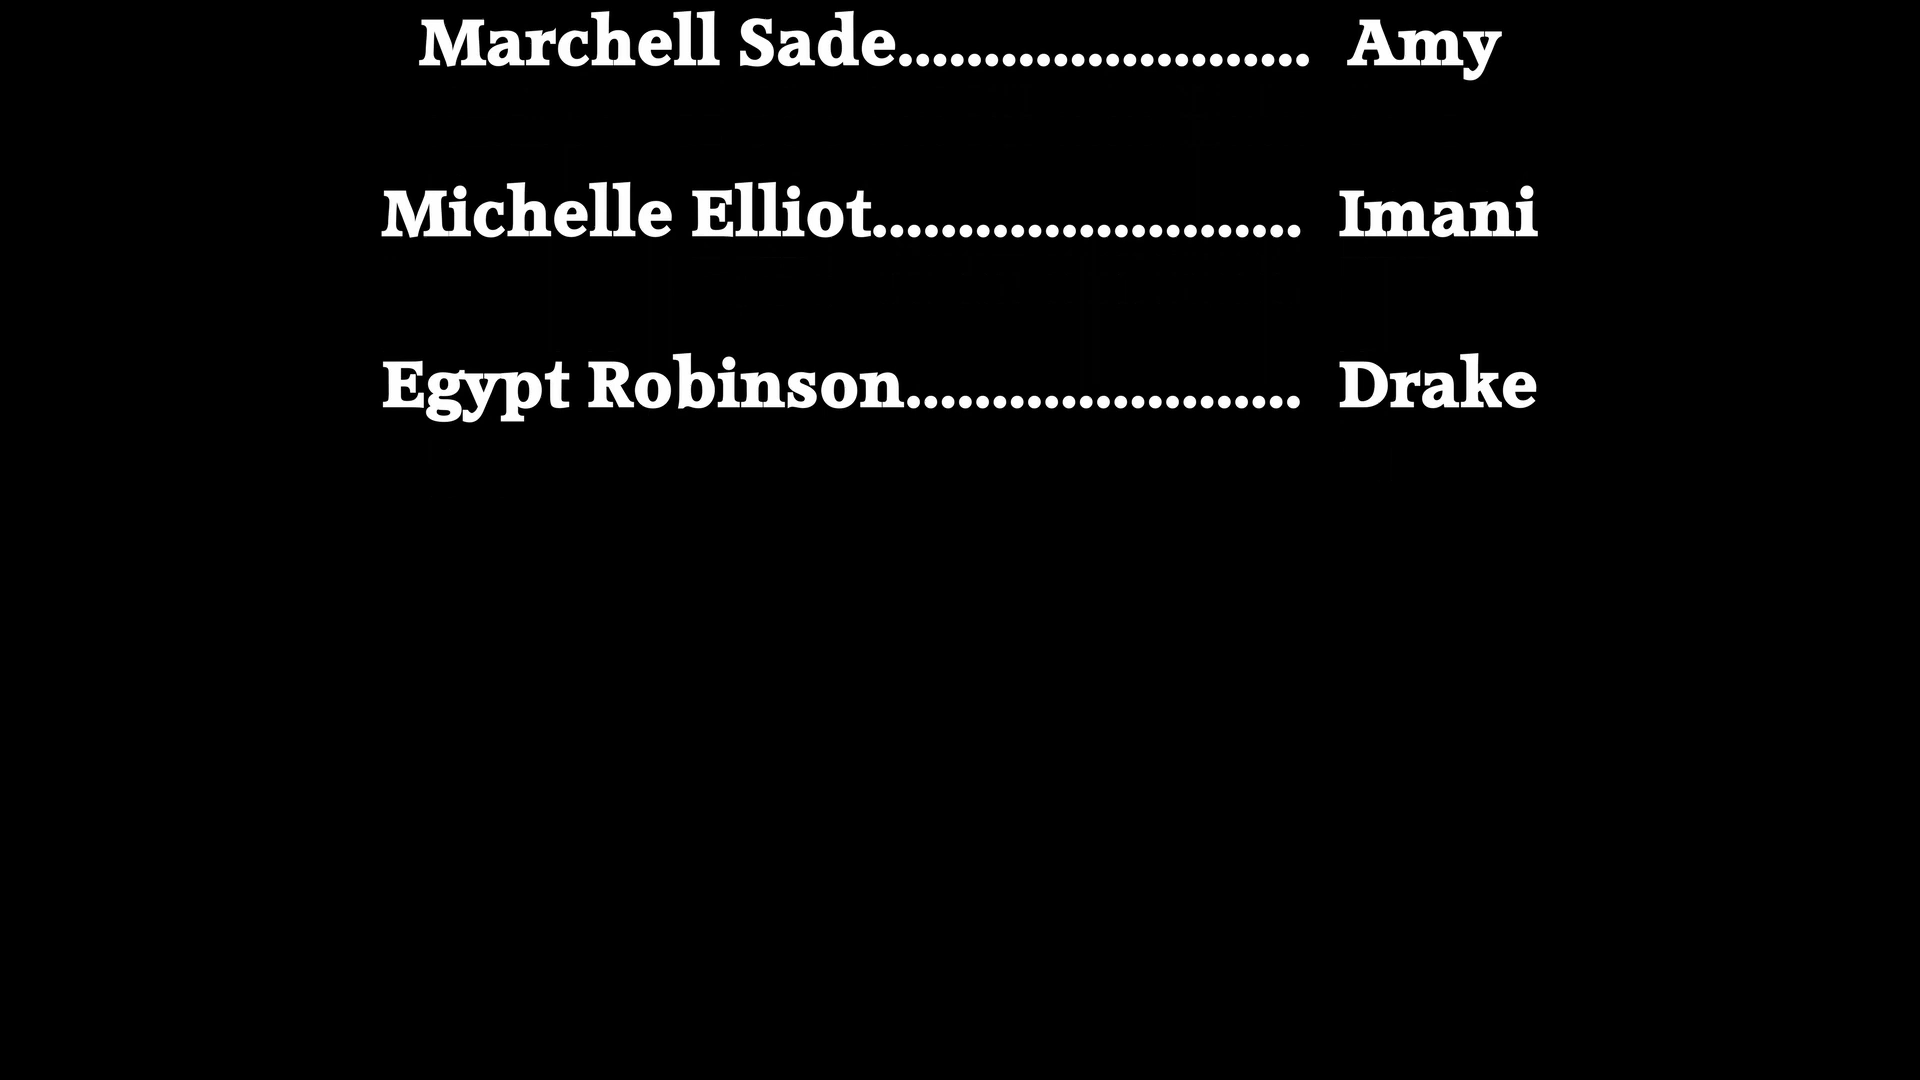 Marchell Sade........................ Amy
Michelle Elliot......................... Imani
Egypt Robinson....................... Drake